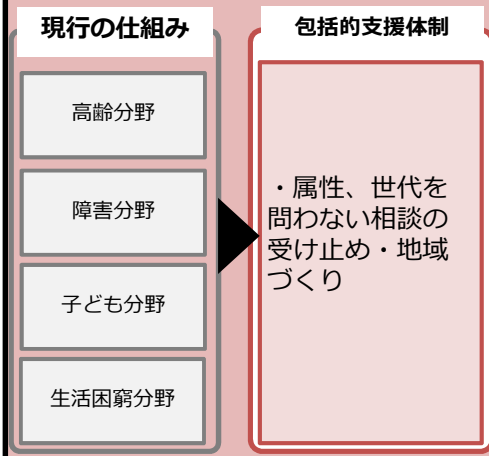 現行の仕組み
高齢分野
障害分野
子ども分野
生活困窮分野
包括的支援体制
・属性、世代を
問わない相談の
受け止め・地域
づくり